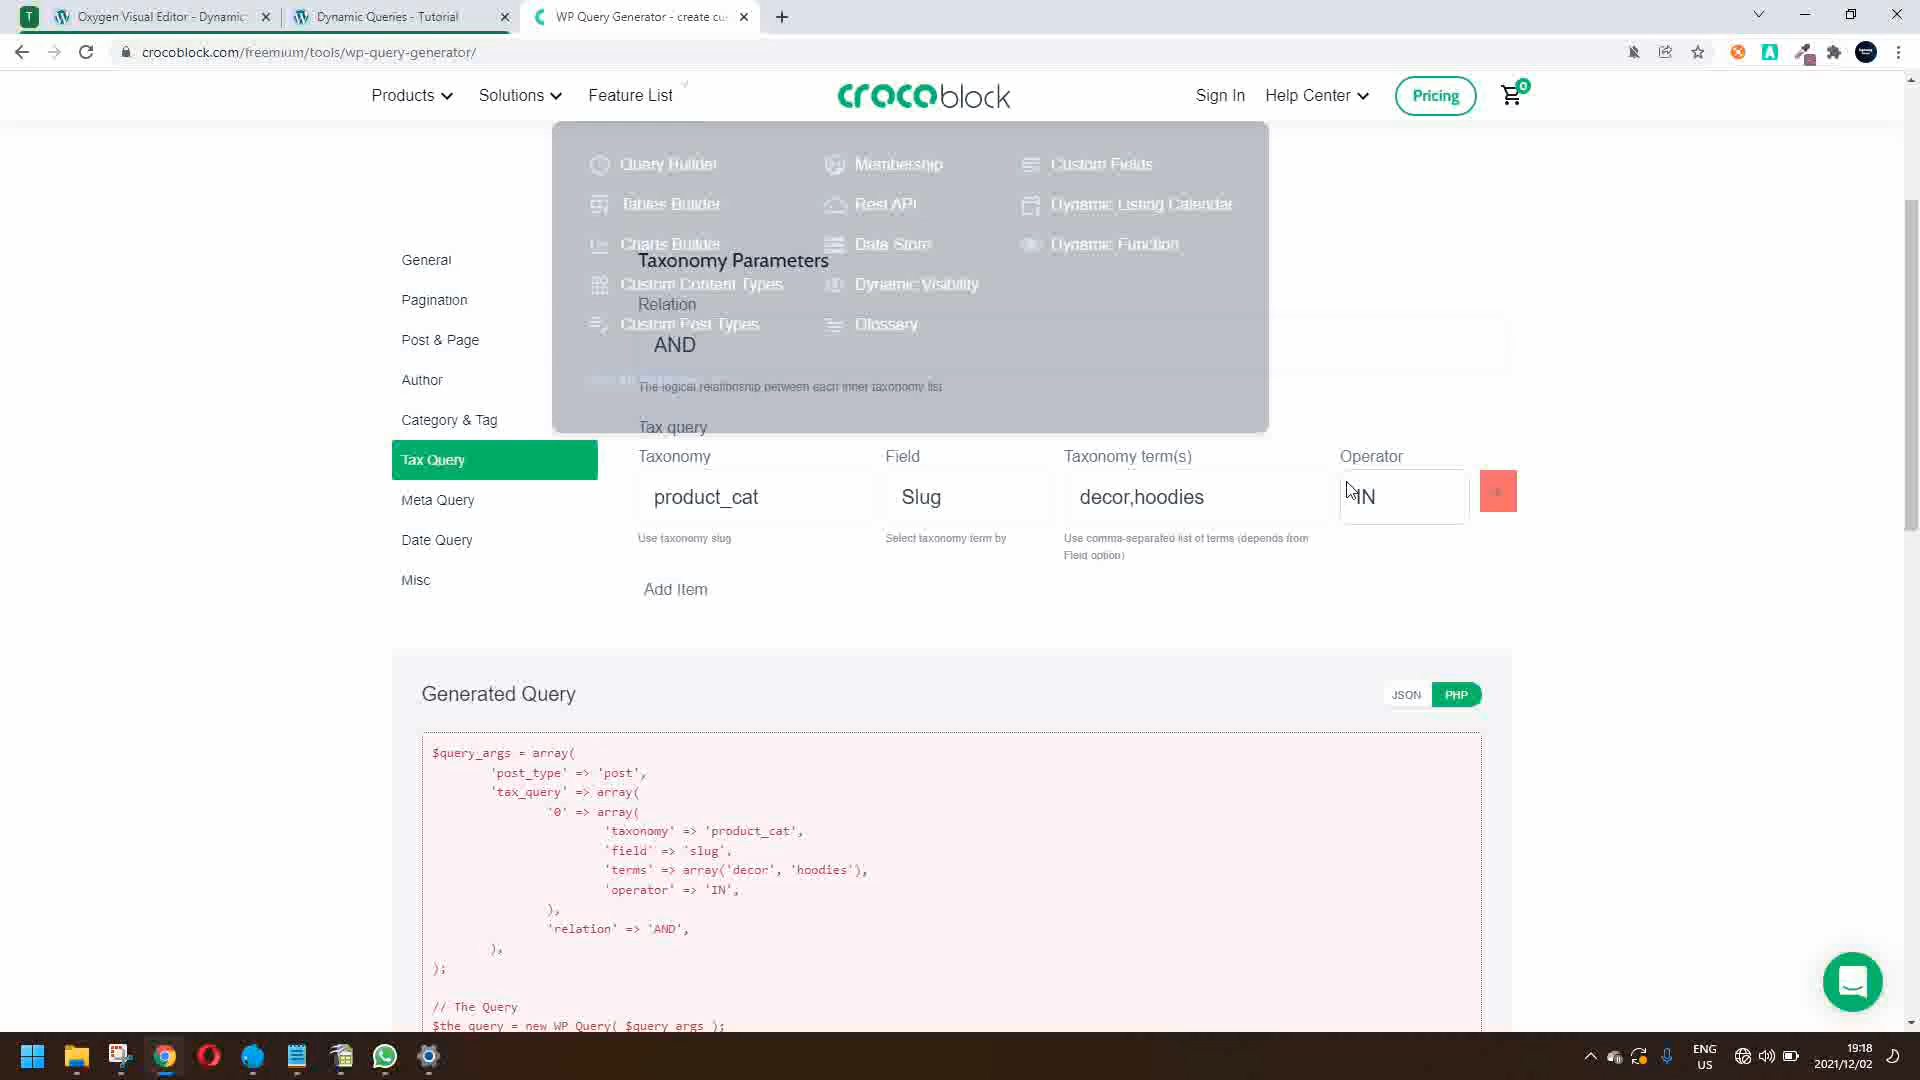 Oxygen Visual Editor - Dynamic
Dynamic Queries - Tutorial
WP Query Generator - create cu
crocoblock.com/freemium/tools/wp-query-generator/
Products
Solutions
Feature List
crocoblock
Sign In
Help Center
Pricing
0
Query Builder
Membership
Custom Fields
Tables Builder
Rest API
Dynamic Listing Calendar
Charts Builder
Data Store
Dynamic Function
Custom Content Types
Dynamic Visibility
Custom Post Types
Glossary
General
Pagination
Post & Page
Author
Category & Tag
Tax Query
Meta Query
Date Query
Misc
Taxonomy Parameters
Relation
AND
The logical relationship between each inner taxonomy list
Tax query
Taxonomy
Field
Taxonomy term(s)
Operator
product_cat
Slug
decor,hoodies
IN
Use taxonomy slug
Select taxonomy term by
Use comma-separated list of terms (depends from
Field option)
Add Item
Generated Query
JSON
PHP
$query_args = array(
'post_type' => 'post',
'tax_query' => array(
'0' => array(
'taxonomy' => 'product_cat',
'field' => 'slug',
'terms' => array('decor', 'hoodies'),
'operator' => 'IN',
),
'relation' => 'AND',
),
);
// The Query
$the_query = new WP_Query( $query_args );
ENG
US
19:18
2021/12/02